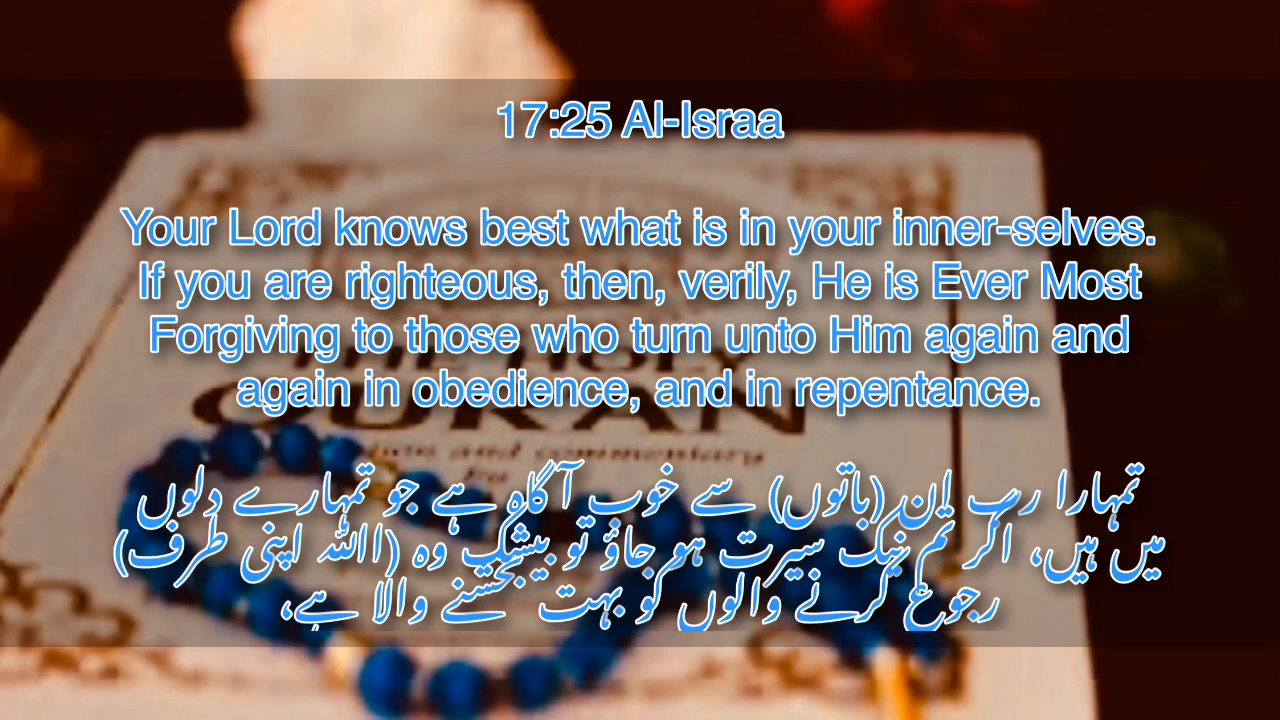 17:25 Al-Israa
Your Lord knows best what is in your inner-selves.
If you are righteous, then, verily, He is Ever Most
Forgiving to those who turn unto Him again and
again in obedience, and in repentance.
QURAN
تمہارا رب ان (باتوں) سے خوب آگاہ ہے جو تمہارے دلوں
میں ہیں، اگر تم نیک سیرت ہو جاؤ تو بیشک وہ (اﷲ اپنی طرف)
رجوع کرنے والوں کو بہت بخشنے والا ہے،